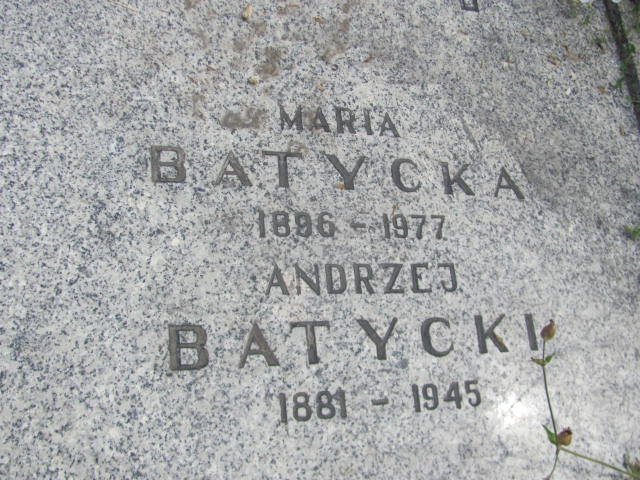 MARIA
BATYCKA
1896 - 1977
ANDRZEJ
BATYCKI
1881 - 1945